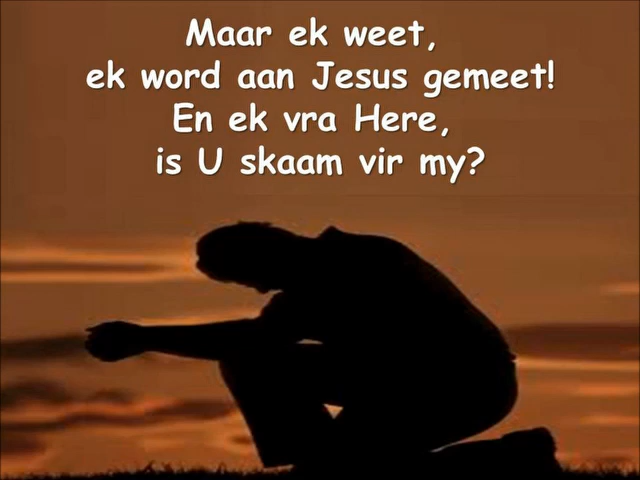 Maar ek weet,
ek word aan Jesus gemeet!
En ek vra Here,
is U skaam vir my?